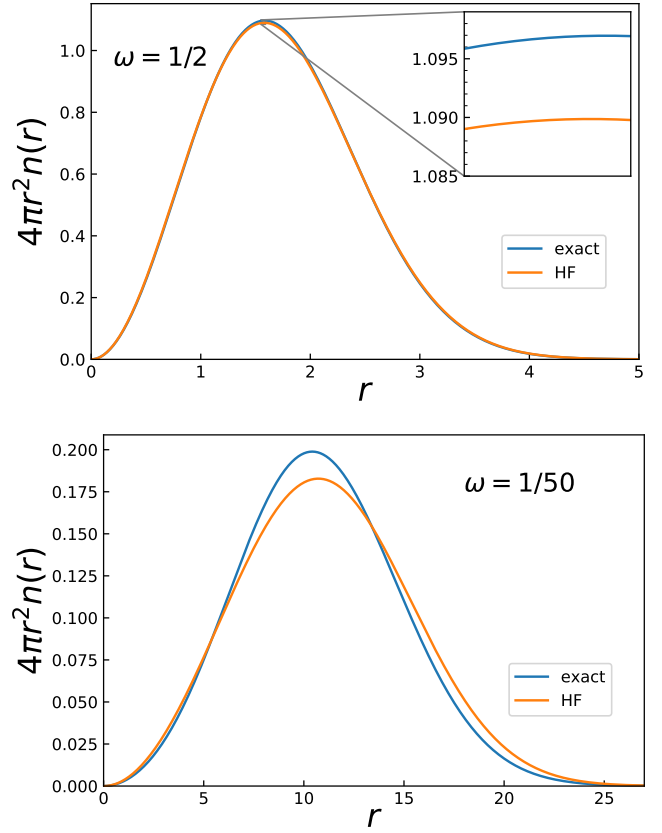 4πr²n(r)
1.0
0.8
0.6
0.4
0.2
0.0
ω = 1/2
1.095
1.090
1.085
exact
HF
0 1 2 3 4 5
r
4πr²n(r)
0.200
0.175
0.150
0.125
0.100
0.075
0.050
0.025
0.000
ω = 1/50
exact
HF
0 5 10 15 20 25
r